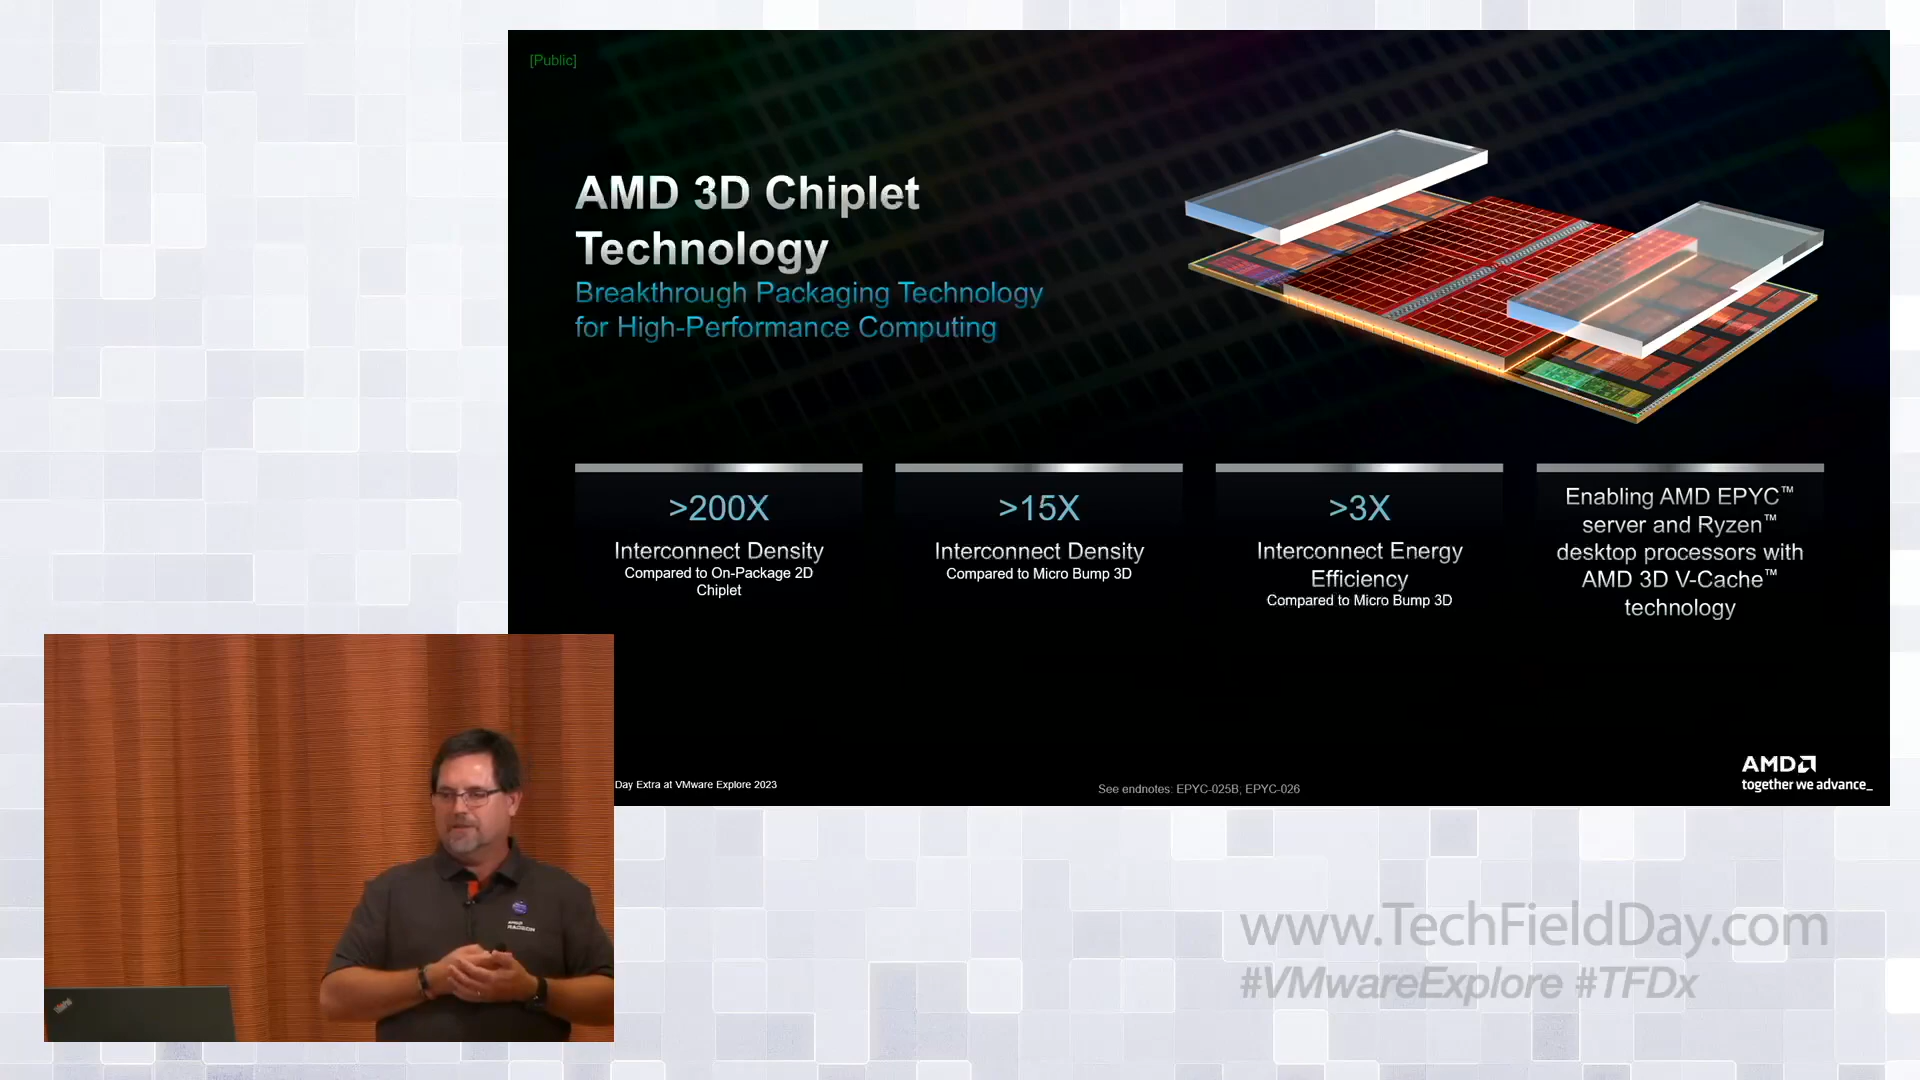 [Public]
AMD 3D Chiplet
Technology
Breakthrough Packaging Technology
for High-Performance Computing
>200X
Interconnect Density
Compared to On-Package 2D
Chiplet
>15X
Interconnect Density
Compared to Micro Bump 3D
>3X
Interconnect Energy
Efficiency
Compared to Micro Bump 3D
Enabling AMD EPYC™
server and Ryzen™
desktop processors with
AMD 3D V-Cache™
technology
Day Extra at VMware Explore 2023
See endnotes: EPYC-025B; EPYC-026
AMD
together we advance_
AMD
RADEON
ThinkPad
www.TechFieldDay.com
#VMwareExplore #TFDx